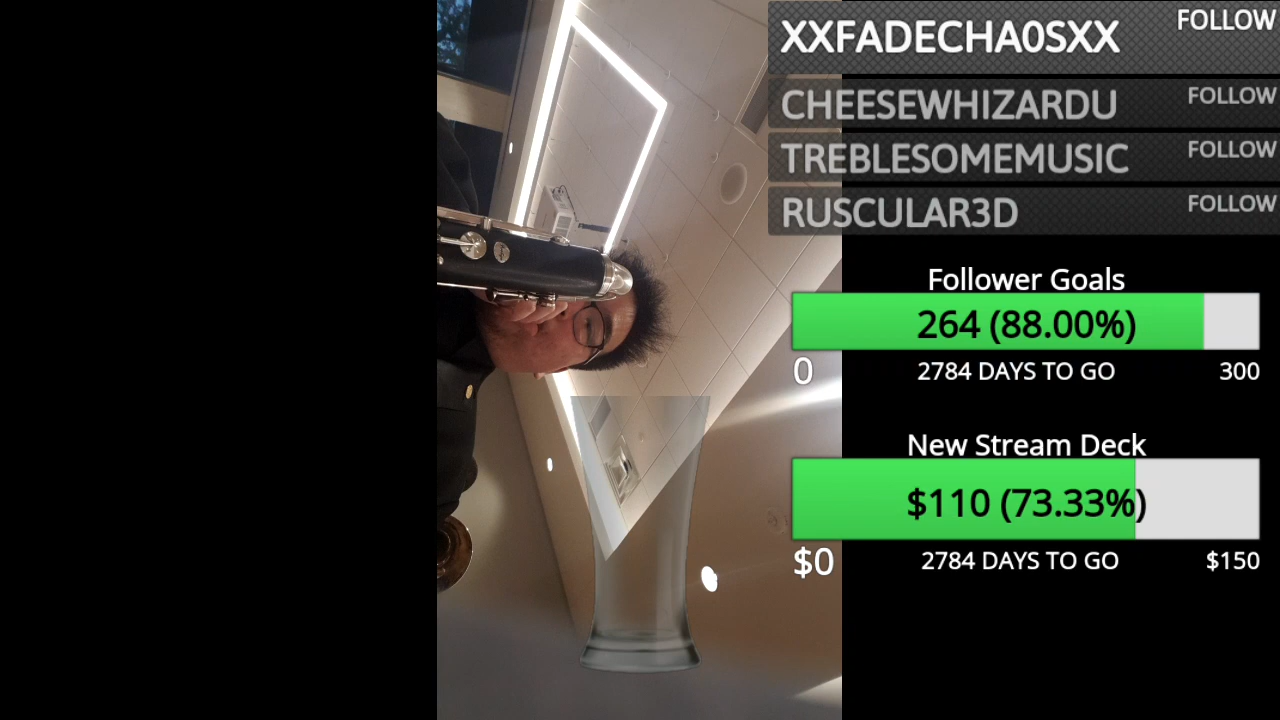 XXFADECHA0SXX FOLLOW
CHEESEWHIZARDU FOLLOW
TREBLESOMEMUSIC FOLLOW
RUSCULAR3D FOLLOW
Follower Goals
264 (88.00%)
0 2784 DAYS TO GO 300
New Stream Deck
$110 (73.33%)
$0 2784 DAYS TO GO $150